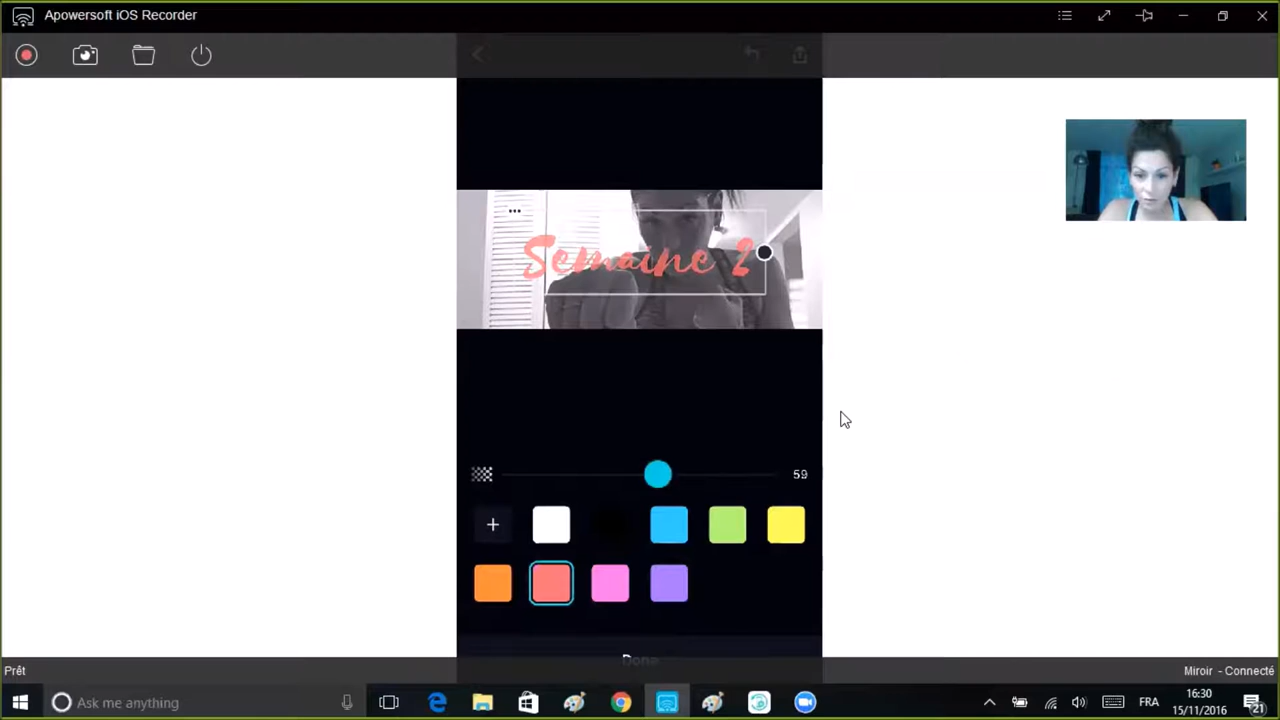 Apowersoft iOS Recorder
Semaine 2
59
Done
Prêt
Miroir - Connecté
Ask me anything
FRA
16:30
15/11/2016
21